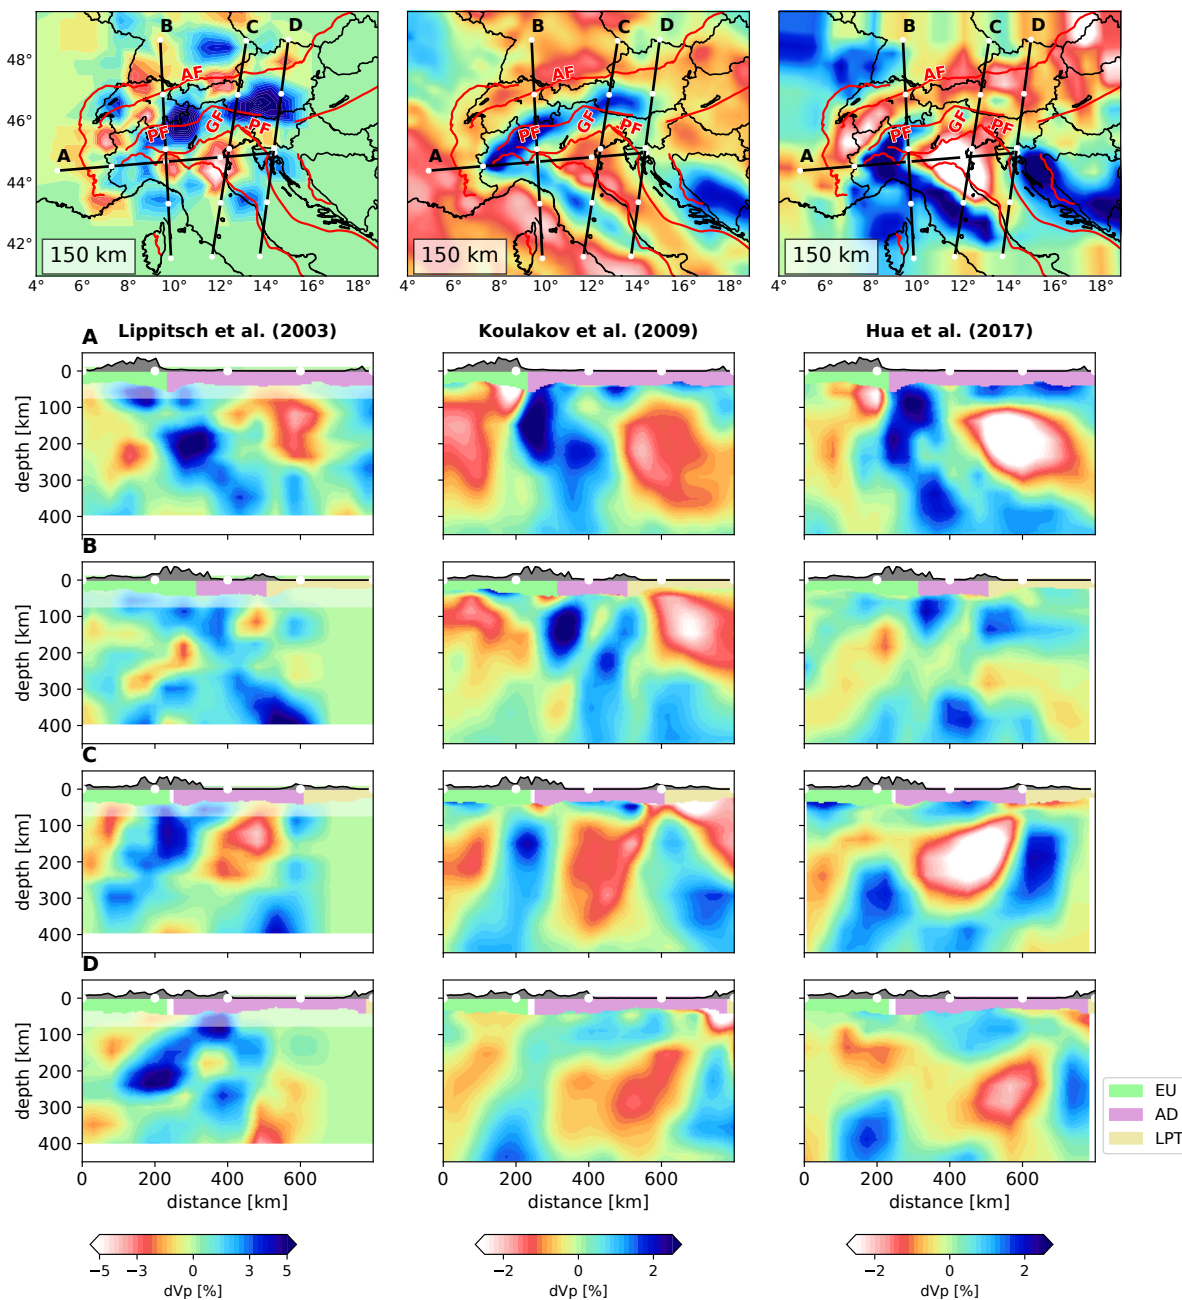 B
C
D
AF
PF
GF
PF
A
150 km
48°
46°
44°
42°
4° 6° 8° 10° 12° 14° 16° 18°
B
C
D
AF
PF
GF
PF
A
150 km
4° 6° 8° 10° 12° 14° 16° 18°
B
C
D
AF
PF
GF
PF
A
150 km
4° 6° 8° 10° 12° 14° 16° 18°
A
Lippitsch et al. (2003)
Koulakov et al. (2009)
Hua et al. (2017)
0
100
200
300
400
depth [km]
B
0
100
200
300
400
depth [km]
C
0
100
200
300
400
depth [km]
D
0
100
200
300
400
depth [km]
0 200 400 600
distance [km]
0 200 400 600
distance [km]
0 200 400 600
distance [km]
EU
AD
LPT
−5 −3 0 3 5
dVp [%]
−2 0 2
dVp [%]
−2 0 2
dVp [%]